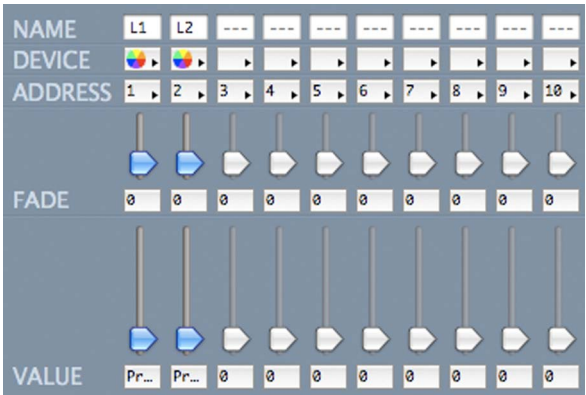 NAME L1 L2 --- --- --- --- --- --- --- ---
DEVICE
ADDRESS 1 2 3 4 5 6 7 8 9 10
FADE 0 0 0 0 0 0 0 0 0 0
VALUE Pr... Pr... 0 0 0 0 0 0 0 0